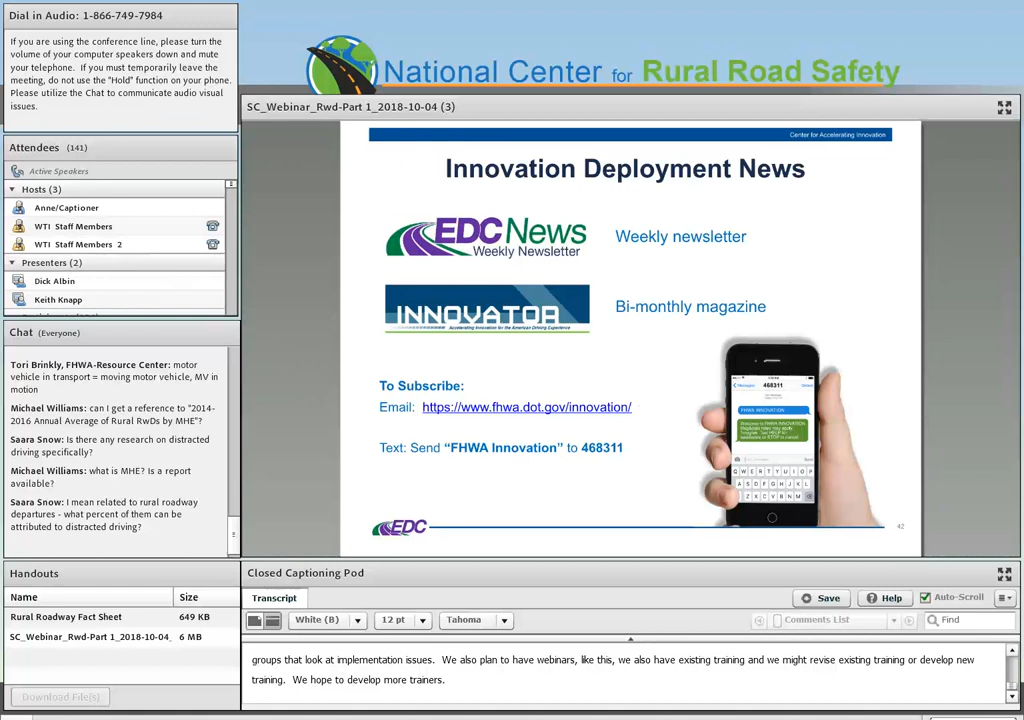 Dial in Audio: 1-866-749-7984
If you are using the conference line, please turn the
volume of your computer speakers down and mute
your telephone. If you must temporarily leave the
meeting, do not use the "Hold" function on your phone.
Please utilize the Chat to communicate audio visual
issues.
Attendees (141)
Active Speakers
Hosts (3)
Anne/Captioner
WTI Staff Members
WTI Staff Members 2
Presenters (2)
Dick Albin
Keith Knapp
Chat (Everyone)
Tori Brinkly, FHWA-Resource Center: motor
vehicle in transport = moving motor vehicle, MV in
motion
Michael Williams: can I get a reference to "2014-
2016 Annual Average of Rural RwDs by MHE"?
Saara Snow: Is there any research on distracted
driving specifically?
Michael Williams: what is MHE? Is a report
available?
Saara Snow: I mean related to rural roadway
departures - what percent of them can be
attributed to distracted driving?
Handouts
Name Size
Rural Roadway Fact Sheet 649 KB
SC_Webinar_Rwd-Part 1_2018-10-04_ 6 MB
Download File(s)
National Center for Rural Road Safety
SC_Webinar_Rwd-Part 1_2018-10-04 (3)
Center for Accelerating Innovation
Innovation Deployment News
EDC News
Weekly Newsletter
Weekly newsletter
INNOVATOR
Accelerating Innovation for the American Driving Experience
Bi-monthly magazine
To Subscribe:
Email: https://www.fhwa.dot.gov/innovation/
Text: Send "FHWA Innovation" to 468311
Messages 468311
FHWA INNOVATION
Q W E R T Y U I O P
A S D F G H J K L
Z X C V B N M
EDC
42
Closed Captioning Pod
Transcript
Save
Help
Auto-Scroll
White (B)
12 pt
Tahoma
Comments List
Find
groups that look at implementation issues. We also plan to have webinars, like this, we also have existing training and we might revise existing training or develop new
training. We hope to develop more trainers.